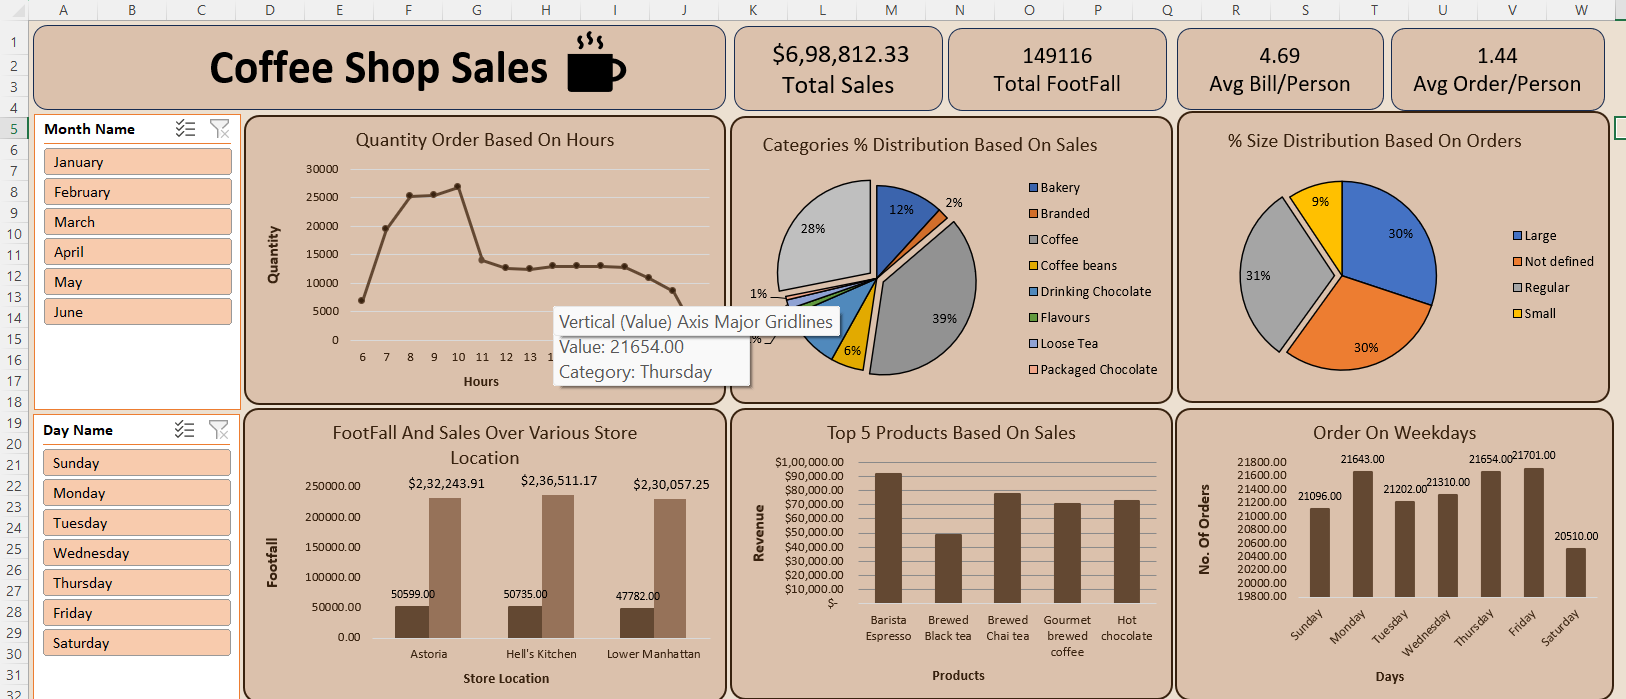 A B C D E F G H I J K L M N O P Q R S T U V W
1
2
3
4
5
6
7
8
9
10
11
12
13
14
15
16
17
18
19
20
21
22
23
24
25
26
27
28
29
30
31
32
Coffee Shop Sales
$6,98,812.33
Total Sales
149116
Total FootFall
4.69
Avg Bill/Person
1.44
Avg Order/Person
Month Name
January
February
March
April
May
June
Quantity Order Based On Hours
Quantity
30000
25000
20000
15000
10000
5000
0
6 7 8 9 10 11 12 13
Hours
Vertical (Value) Axis Major Gridlines
Value: 21654.00
Category: Thursday
Categories % Distribution Based On Sales
12%
2%
39%
6%
1%
28%
Bakery
Branded
Coffee
Coffee beans
Drinking Chocolate
Flavours
Loose Tea
Packaged Chocolate
% Size Distribution Based On Orders
30%
30%
31%
9%
Large
Not defined
Regular
Small
Day Name
Sunday
Monday
Tuesday
Wednesday
Thursday
Friday
Saturday
FootFall And Sales Over Various Store
Location
Footfall
250000.00
200000.00
150000.00
100000.00
50000.00
0.00
$2,32,243.91
$2,36,511.17
$2,30,057.25
50599.00
50735.00
47782.00
Astoria
Hell's Kitchen
Lower Manhattan
Store Location
Top 5 Products Based On Sales
Revenue
$1,00,000.00
$90,000.00
$80,000.00
$70,000.00
$60,000.00
$50,000.00
$40,000.00
$30,000.00
$20,000.00
$10,000.00
$-
Barista
Espresso
Brewed
Black tea
Brewed
Chai tea
Gourmet
brewed
coffee
Hot
chocolate
Products
Order On Weekdays
No. Of Orders
21800.00
21600.00
21400.00
21200.00
21000.00
20800.00
20600.00
20400.00
20200.00
20000.00
19800.00
21096.00
21643.00
21202.00
21310.00
21654.00
21701.00
20510.00
Sunday
Monday
Tuesday
Wednesday
Thursday
Friday
Saturday
Days